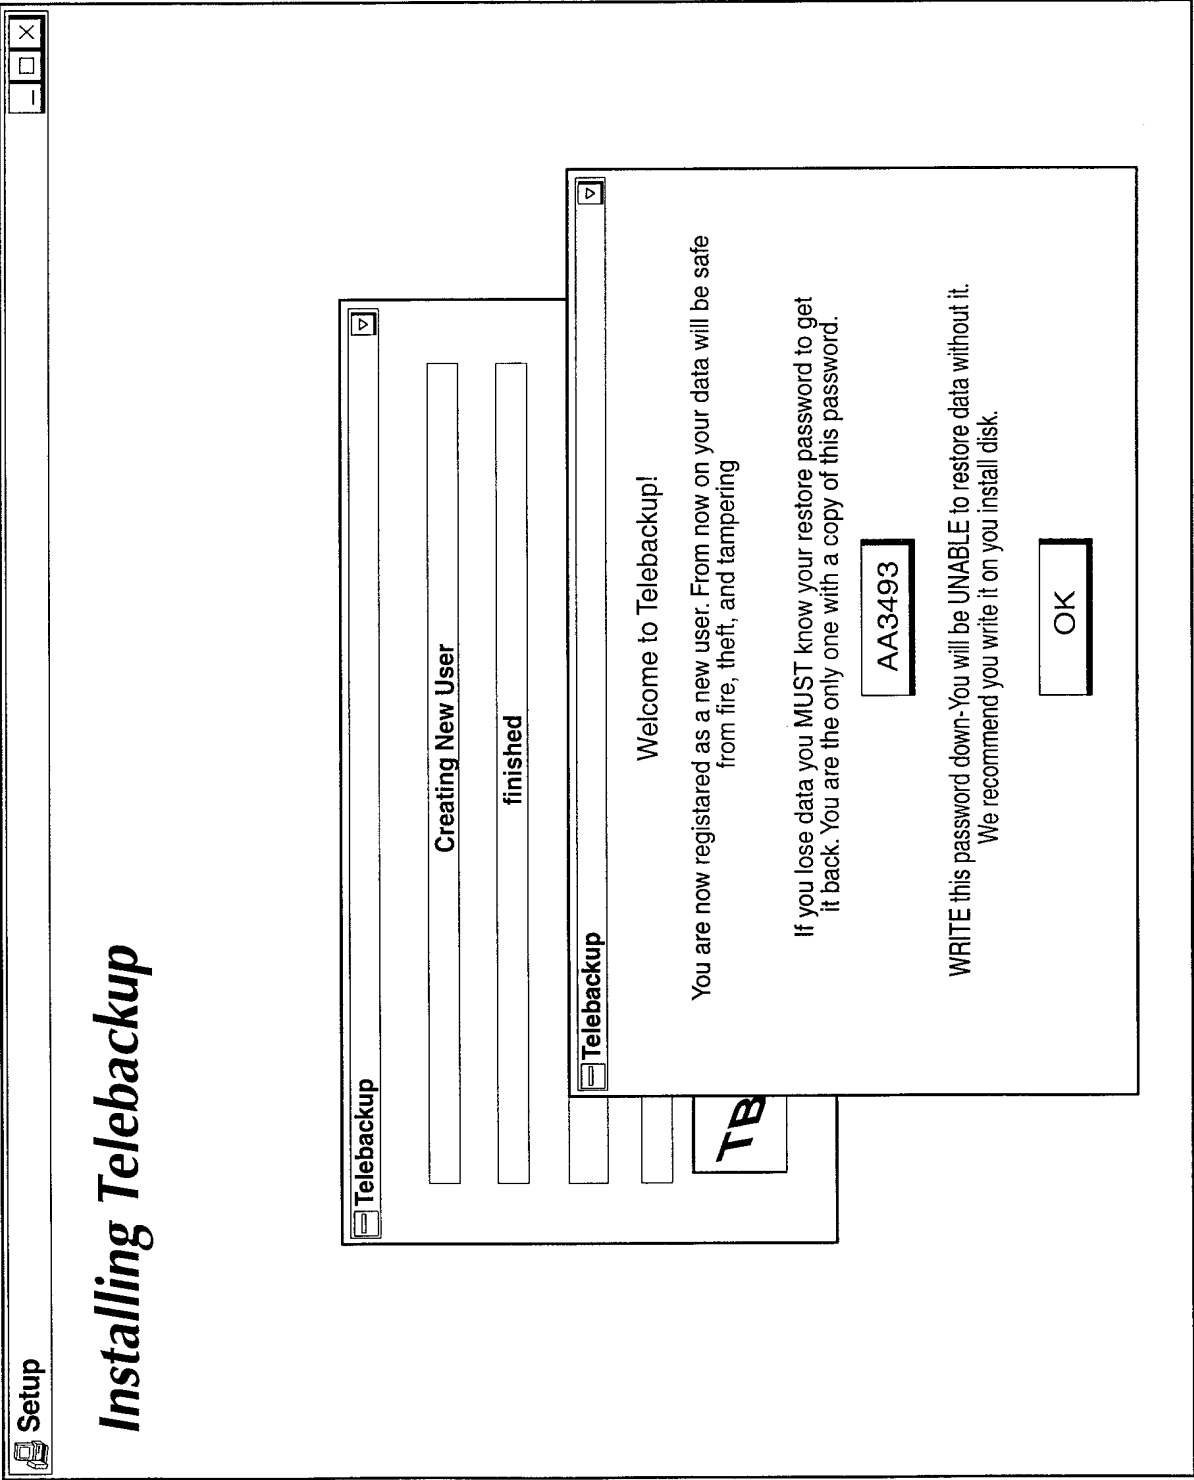 Setup
Installing Telebackup
Telebackup
Creating New User
finished
TB
Telebackup
Welcome to Telebackup!
You are now registared as a new user. From now on your data will be safe
from fire, theft, and tampering
If you lose data you MUST know your restore password to get
it back. You are the only one with a copy of this password.
AA3493
WRITE this password down-You will be UNABLE to restore data without it.
We recommend you write it on you install disk.
OK